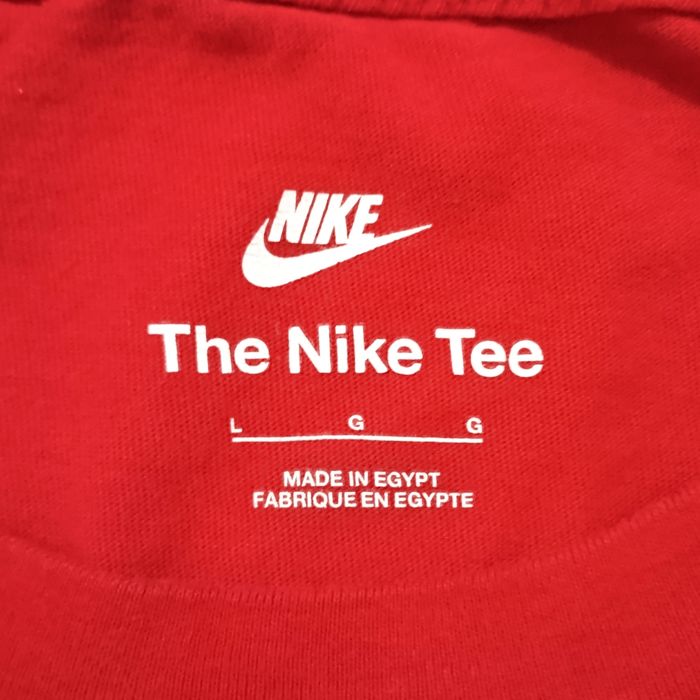 NIKE
The Nike Tee
L G G
MADE IN EGYPT
FABRIQUE EN EGYPTE